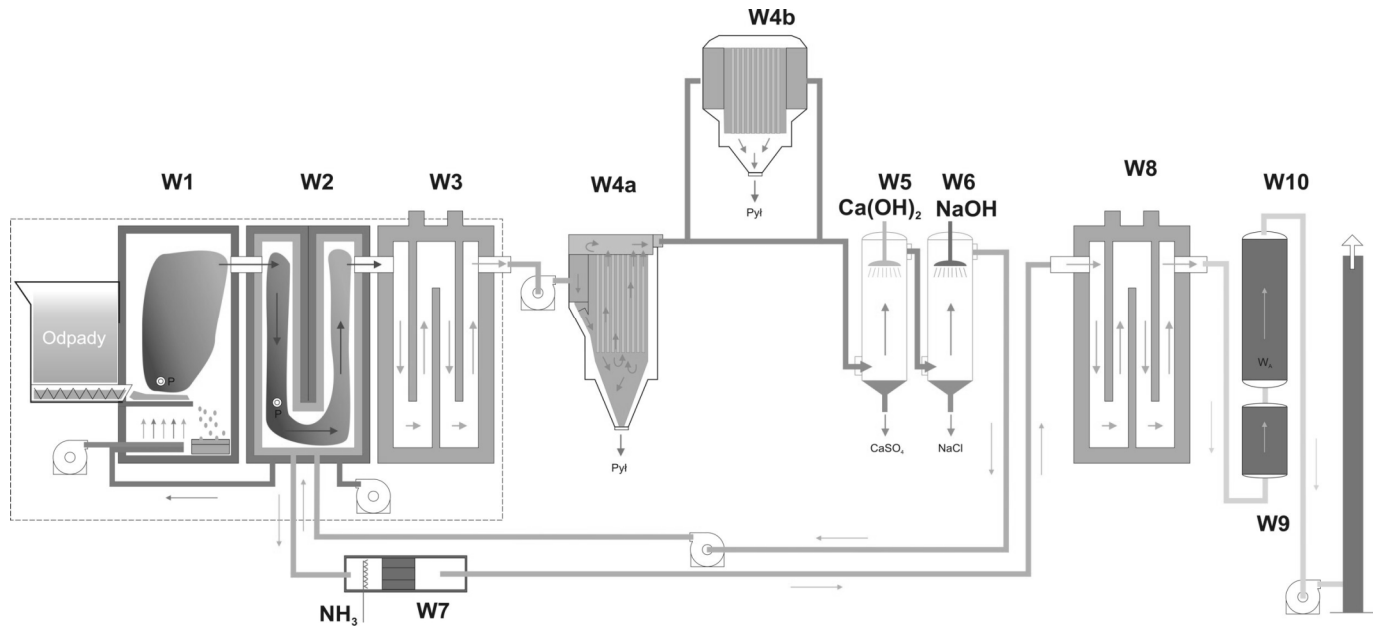 W4b
W1
W2
W3
W4a
W5
W6
W8
W10
Ca(OH)₂
NaOH
Pył
Odpady
P
P
Wₐ
CaSO₄
NaCl
Pył
W9
NH₃
W7